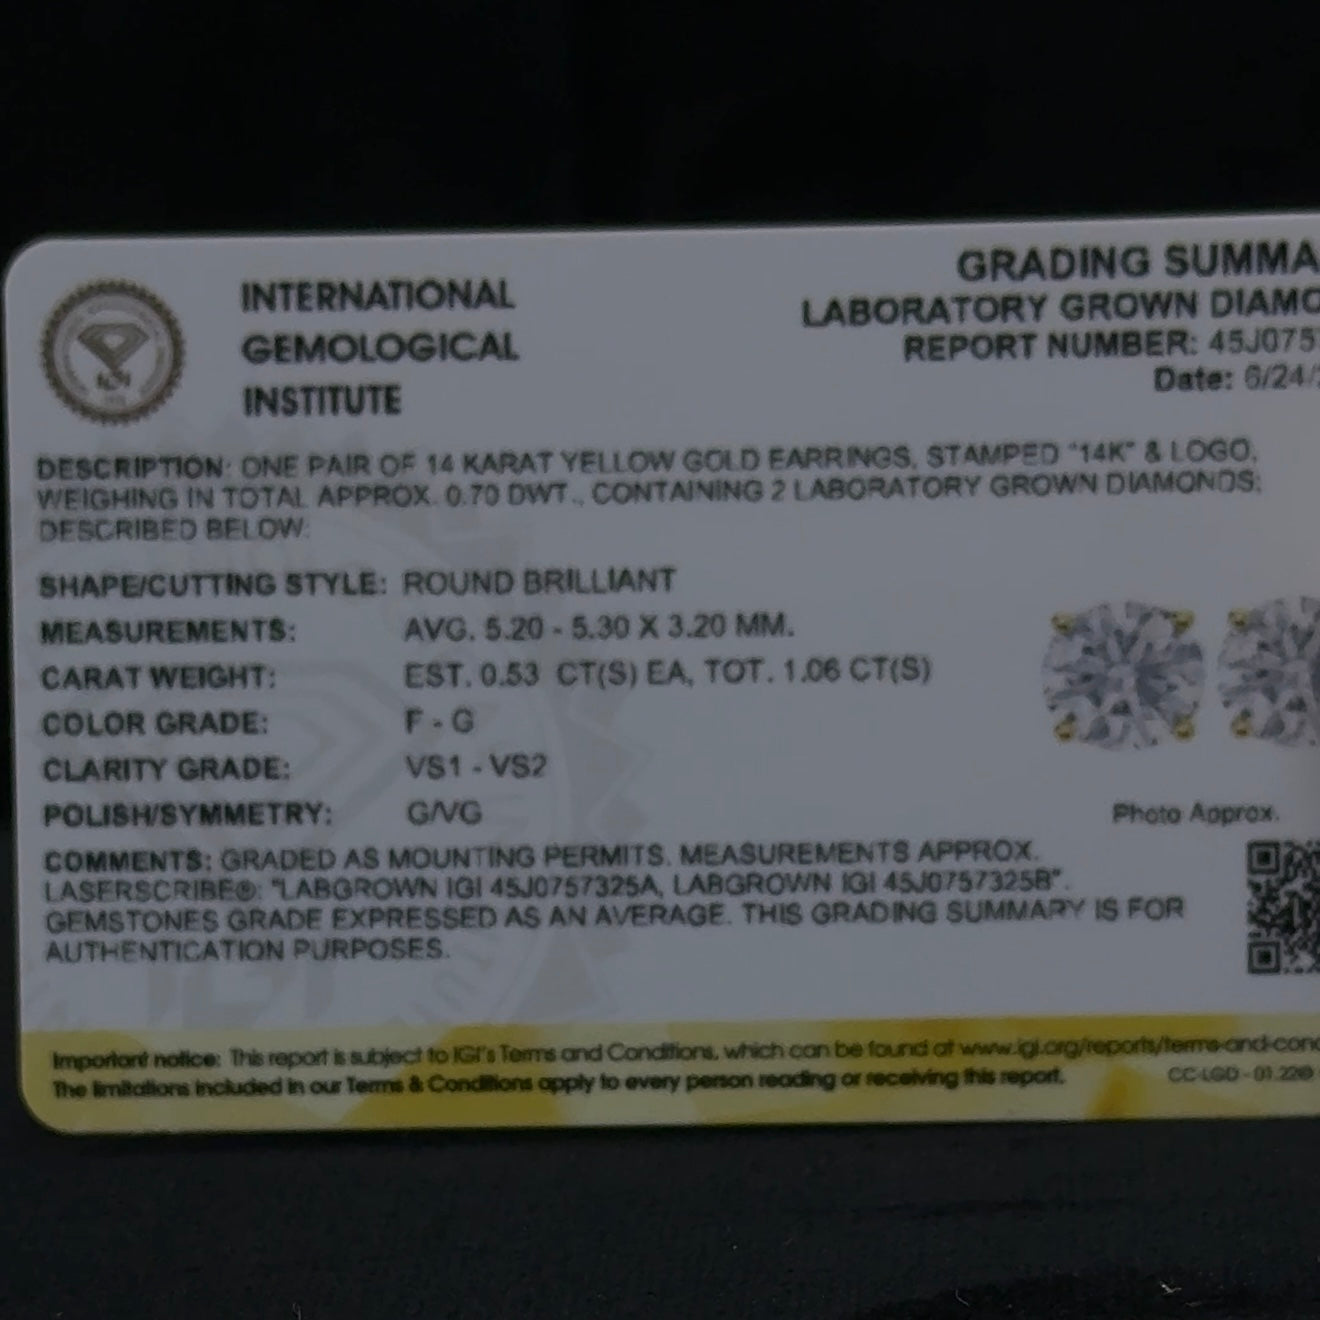 INTERNATIONAL
GEMOLOGICAL
INSTITUTE
GRADING SUMMA
LABORATORY GROWN DIAMO
REPORT NUMBER: 45J075
Date: 6/24/
DESCRIPTION: ONE PAIR OF 14 KARAT YELLOW GOLD EARRINGS, STAMPED "14K" & LOGO,
WEIGHING IN TOTAL APPROX. 0.70 DWT., CONTAINING 2 LABORATORY GROWN DIAMONDS;
DESCRIBED BELOW:
SHAPE/CUTTING STYLE: ROUND BRILLIANT
MEASUREMENTS: AVG. 5.20 - 5.30 X 3.20 MM.
CARAT WEIGHT: EST. 0.53 CT(S) EA, TOT. 1.06 CT(S)
COLOR GRADE: F - G
CLARITY GRADE: VS1 - VS2
POLISH/SYMMETRY: G/VG
Photo Approx.
COMMENTS: GRADED AS MOUNTING PERMITS. MEASUREMENTS APPROX.
LASERSCRIBE®: "LABGROWN IGI 45J0757325A, LABGROWN IGI 45J0757325B".
GEMSTONES GRADE EXPRESSED AS AN AVERAGE. THIS GRADING SUMMARY IS FOR
AUTHENTICATION PURPOSES.
Important notice: This report is subject to IGI's Terms and Conditions, which can be found at www.igi.org/reports/terms-and-cond
The limitations included in our Terms & Conditions apply to every person reading or receiving this report.
CC-LGD - 01.22©